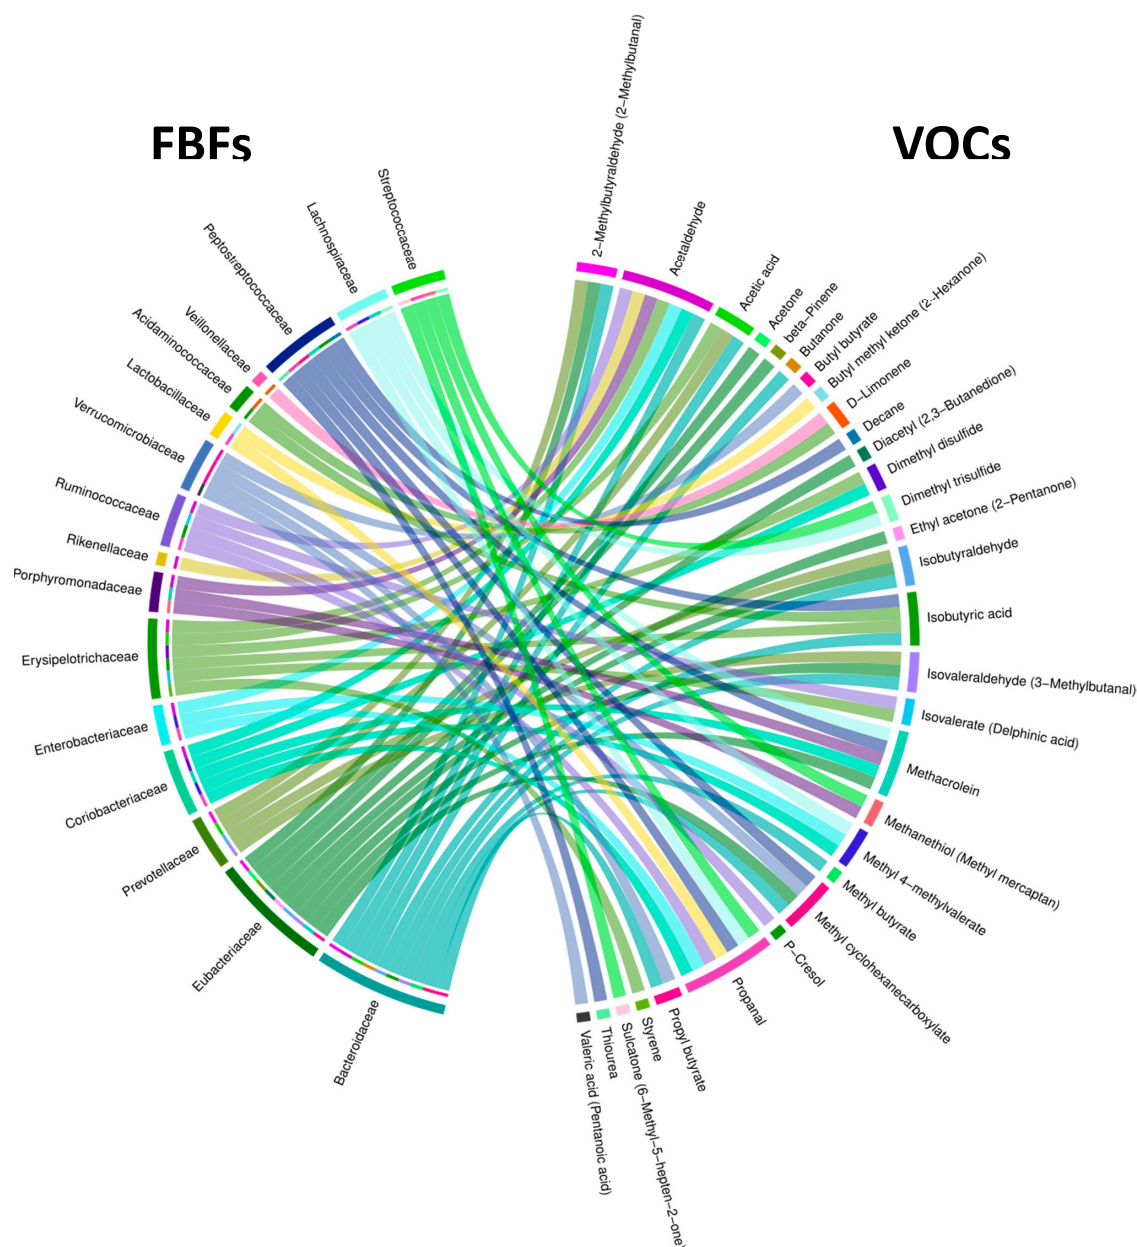 FBFs
VOCs
Streptococcaceae
Lachnospiraceae
Peptostreptococcaceae
Veillonellaceae
Acidaminococcaceae
Lactobacillaceae
Verrucomicrobiaceae
Ruminococcaceae
Rikenellaceae
Porphyromonadaceae
Erysipelotrichaceae
Enterobacteriaceae
Coriobacteriaceae
Prevotellaceae
Eubacteriaceae
Bacteroidaceae
2−Methylbutyraldehyde (2−Methylbutanal)
Acetaldehyde
Acetic acid
Acetone
beta−Pinene
Butanone
Butyl butyrate
Butyl methyl ketone (2−Hexanone)
D−Limonene
Decane
Diacetyl (2,3−Butanedione)
Dimethyl disulfide
Dimethyl trisulfide
Ethyl acetone (2−Pentanone)
Isobutyraldehyde
Isobutyric acid
Isovaleraldehyde (3−Methylbutanal)
Isovalerate (Delphinic acid)
Methacrolein
Methanethiol (Methyl mercaptan)
Methyl 4−methylvalerate
Methyl butyrate
Methyl cyclohexanecarboxylate
P−Cresol
Propanal
Propyl butyrate
Styrene
Sulcatone (6−Methyl−5−hepten−2−one)
Thiourea
Valeric acid (Pentanoic acid)